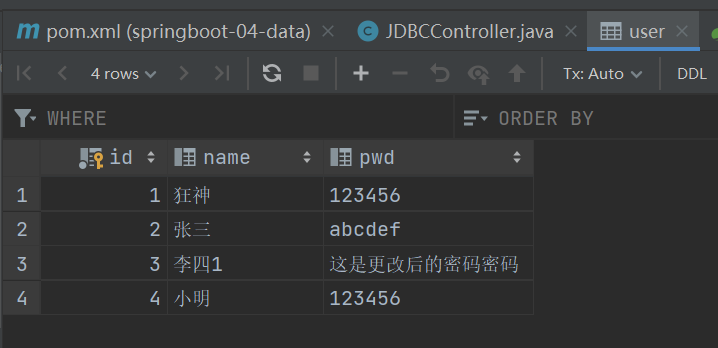 pom.xml (springboot-04-data) JDBCController.java user
4 rows Tx: Auto DDL
WHERE ORDER BY
id name pwd
1 1 狂神 123456
2 2 张三 abcdef
3 3 李四1 这是更改后的密码密码
4 4 小明 123456